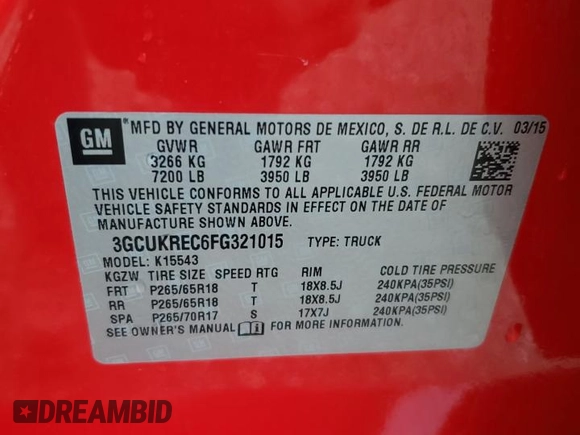 GM
MFD BY GENERAL MOTORS DE MEXICO, S. DE R.L. DE C.V. 03/15
GVWR GAWR FRT GAWR RR
3266 KG 1792 KG 1792 KG
7200 LB 3950 LB 3950 LB
THIS VEHICLE CONFORMS TO ALL APPLICABLE U.S. FEDERAL MOTOR
VEHICLE SAFETY STANDARDS IN EFFECT ON THE DATE OF
MANUFACTURE SHOWN ABOVE.
3GCUKREC6FG321015 TYPE: TRUCK
MODEL: K15543
KGZW TIRE SIZE SPEED RTG RIM COLD TIRE PRESSURE
FRT P265/65R18 T 18X8.5J 240KPA(35PSI)
RR P265/65R18 T 18X8.5J 240KPA(35PSI)
SPA P265/70R17 S 17X7J 240KPA(35PSI)
SEE OWNER'S MANUAL FOR MORE INFORMATION.
DREAMBID